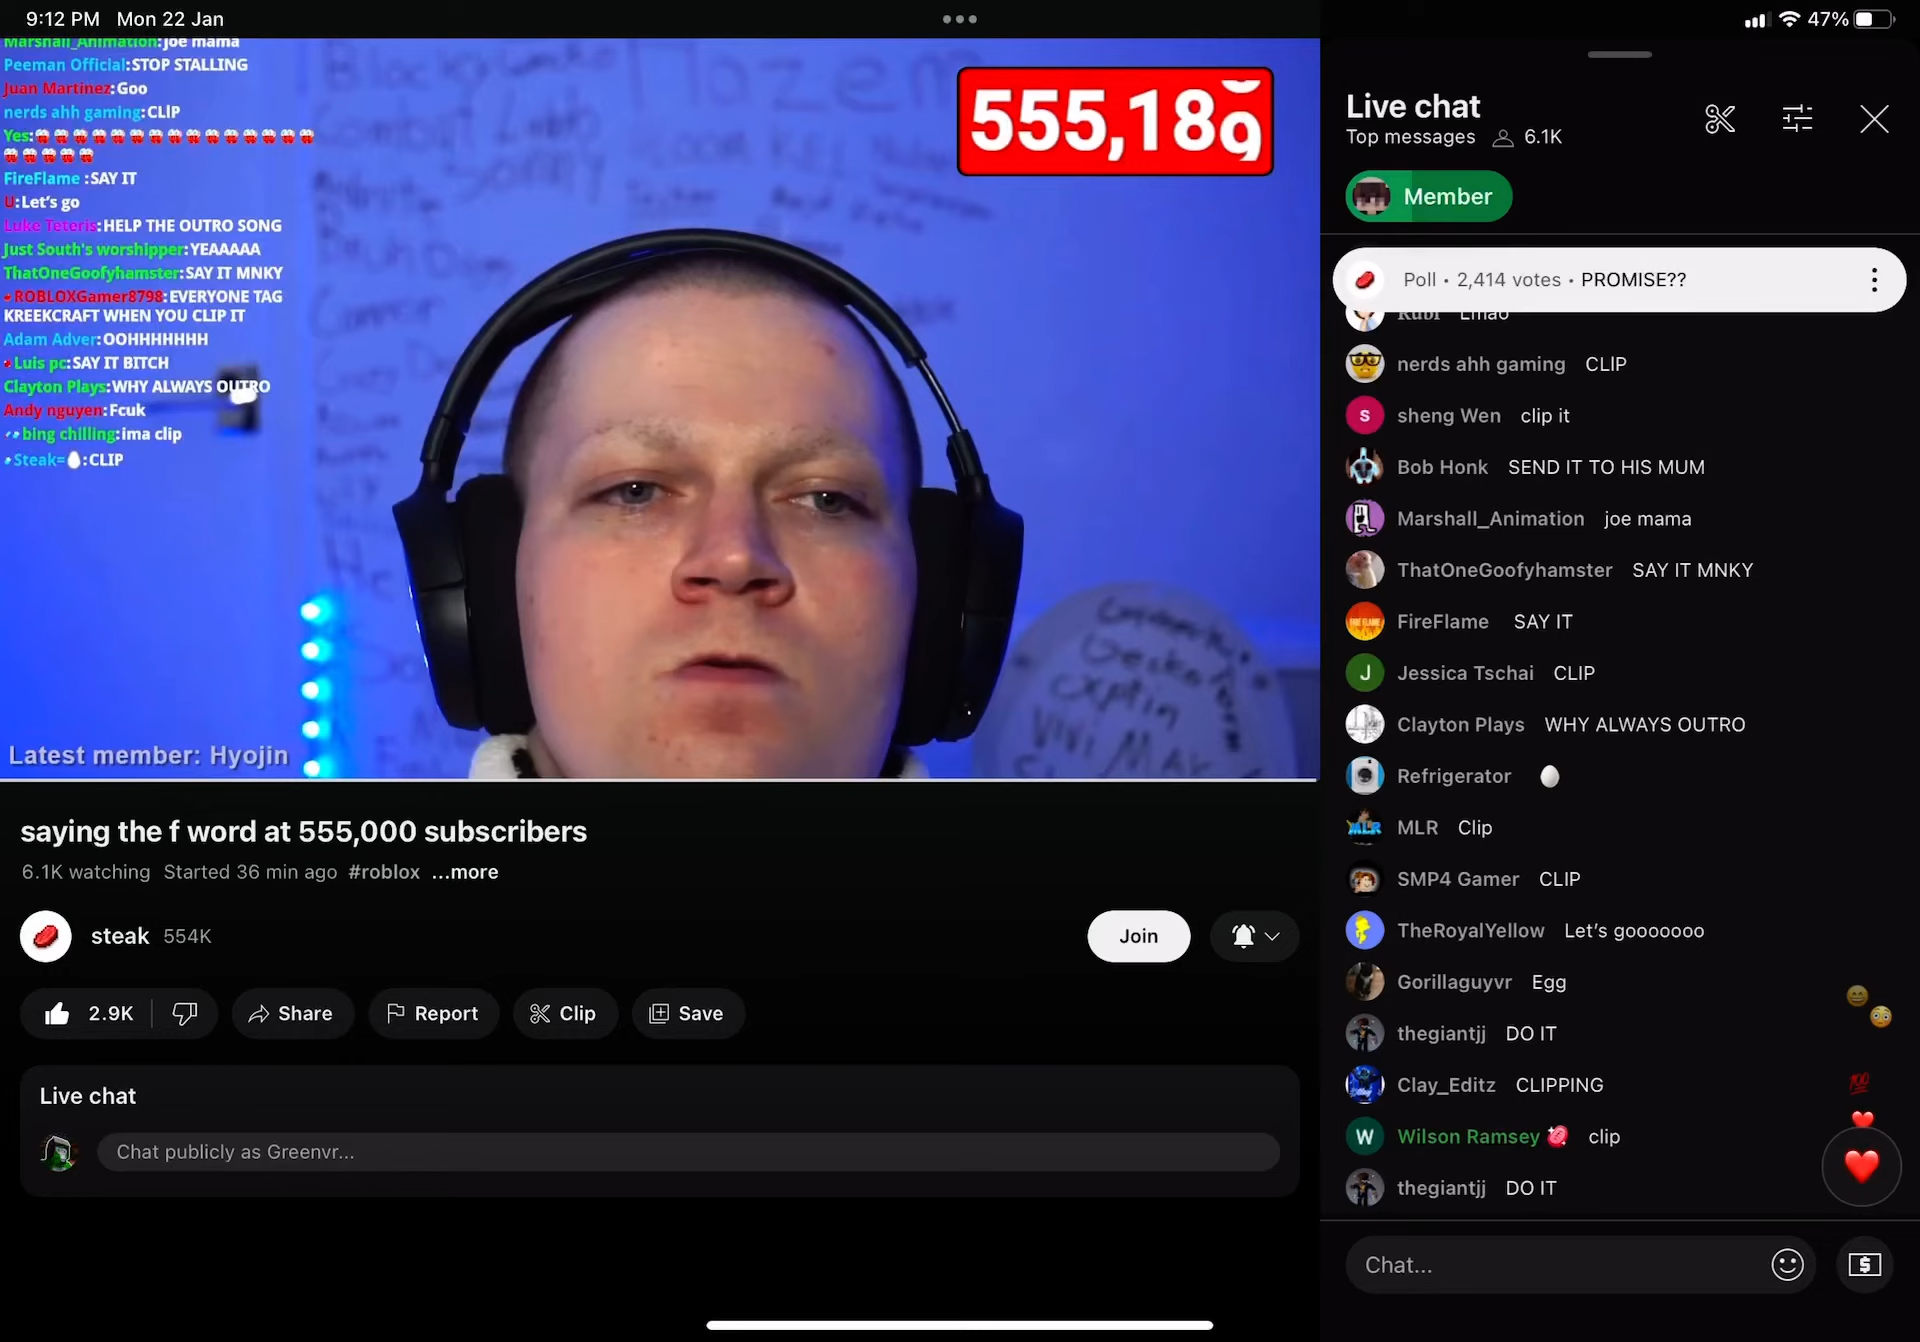 9:12 PM Mon 22 Jan
47%
Marshall_Animation:joe mama
Peeman Official:STOP STALLING
Juan Martinez:Goo
nerds ahh gaming:CLIP
Yes:
FireFlame :SAY IT
U:Let's go
Luke Teteris:HELP THE OUTRO SONG
Just South's worshipper:YEAAAAA
ThatOneGoofyhamster:SAY IT MNKY
ROBLOXGamer8798:EVERYONE TAG
KREEKCRAFT WHEN YOU CLIP IT
Adam Adver:OOHHHHHHH
Luis pc:SAY IT BITCH
Clayton Plays:WHY ALWAYS OUTRO
Andy nguyen:Fcuk
bing chilling:ima clip
Steak=🥚:CLIP
555,189
Latest member: Hyojin
saying the f word at 555,000 subscribers
6.1K watching Started 36 min ago #roblox ...more
steak 554K
Join
2.9K
Share
Report
Clip
Save
Live chat
Chat publicly as Greenvr...
Live chat
Top messages 6.1K
Member
Poll • 2,414 votes • PROMISE??
Rubi Lmao
nerds ahh gaming CLIP
S sheng Wen clip it
Bob Honk SEND IT TO HIS MUM
Marshall_Animation joe mama
ThatOneGoofyhamster SAY IT MNKY
FIRE FLAME FireFlame SAY IT
J Jessica Tschai CLIP
Clayton Plays WHY ALWAYS OUTRO
Refrigerator 🥚
MLR MLR Clip
SMP4 Gamer CLIP
TheRoyalYellow Let's gooooooo
Gorillaguyvr Egg
thegiantjj DO IT
Clay_Editz CLIPPING
W Wilson Ramsey clip
thegiantjj DO IT
💯
Chat...
$